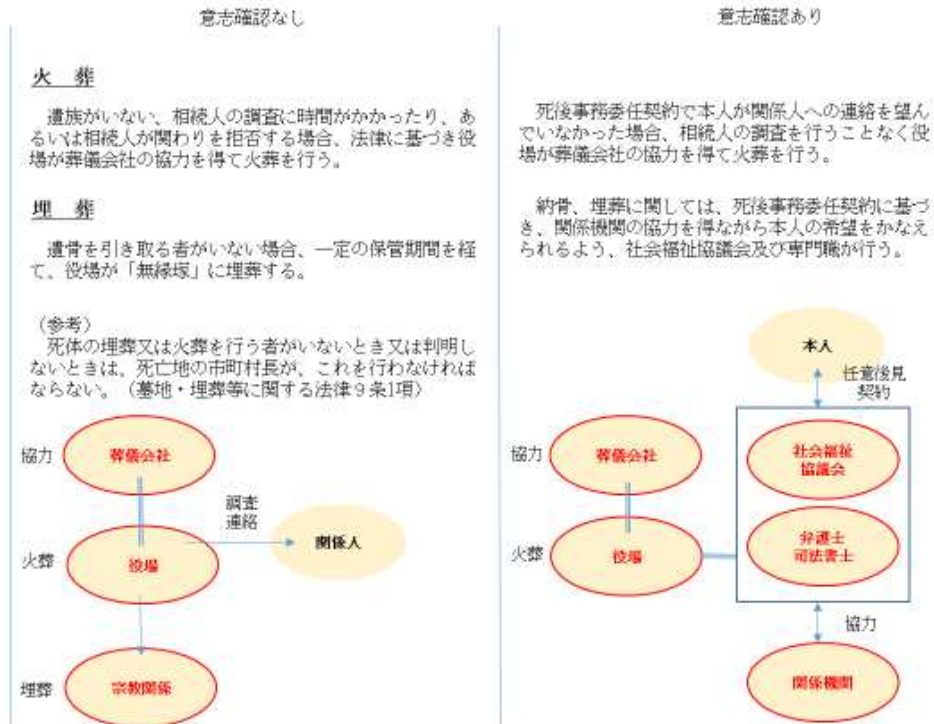 意志確認なし
火　葬
遺族がいない、相続人の調査に時間がかかったり、あ
るいは相続人が関わりを拒否する場合、法律に基づき役
場が葬儀会社の協力を得て火葬を行う。
埋　葬
遺骨を引き取る者がいない場合、一定の保管期間を経
て、役場が「無縁塚」に埋葬する。
（参考）
死体の埋葬又は火葬を行う者がいないとき又は判明し
ないときは、死亡地の市町村長が、これを行わなければ
ならない。（墓地・埋葬等に関する法律９条1項）
協力
葬儀会社
調査
連絡
関係人
火葬
役場
埋葬
宗教関係
意志確認あり
死後事務委任契約で本人が関係人への連絡を望ん
でいなかった場合、相続人の調査を行うことなく役
場が葬儀会社の協力を得て火葬を行う。
納骨、埋葬に関しては、死後事務委任契約に基づ
き、関係機関の協力を得ながら本人の希望をかなえ
られるよう、社会福祉協議会及び専門職が行う。
本人
任意後見
契約
協力
葬儀会社
社会福祉
協議会
火葬
役場
弁護士
司法書士
協力
関係機関